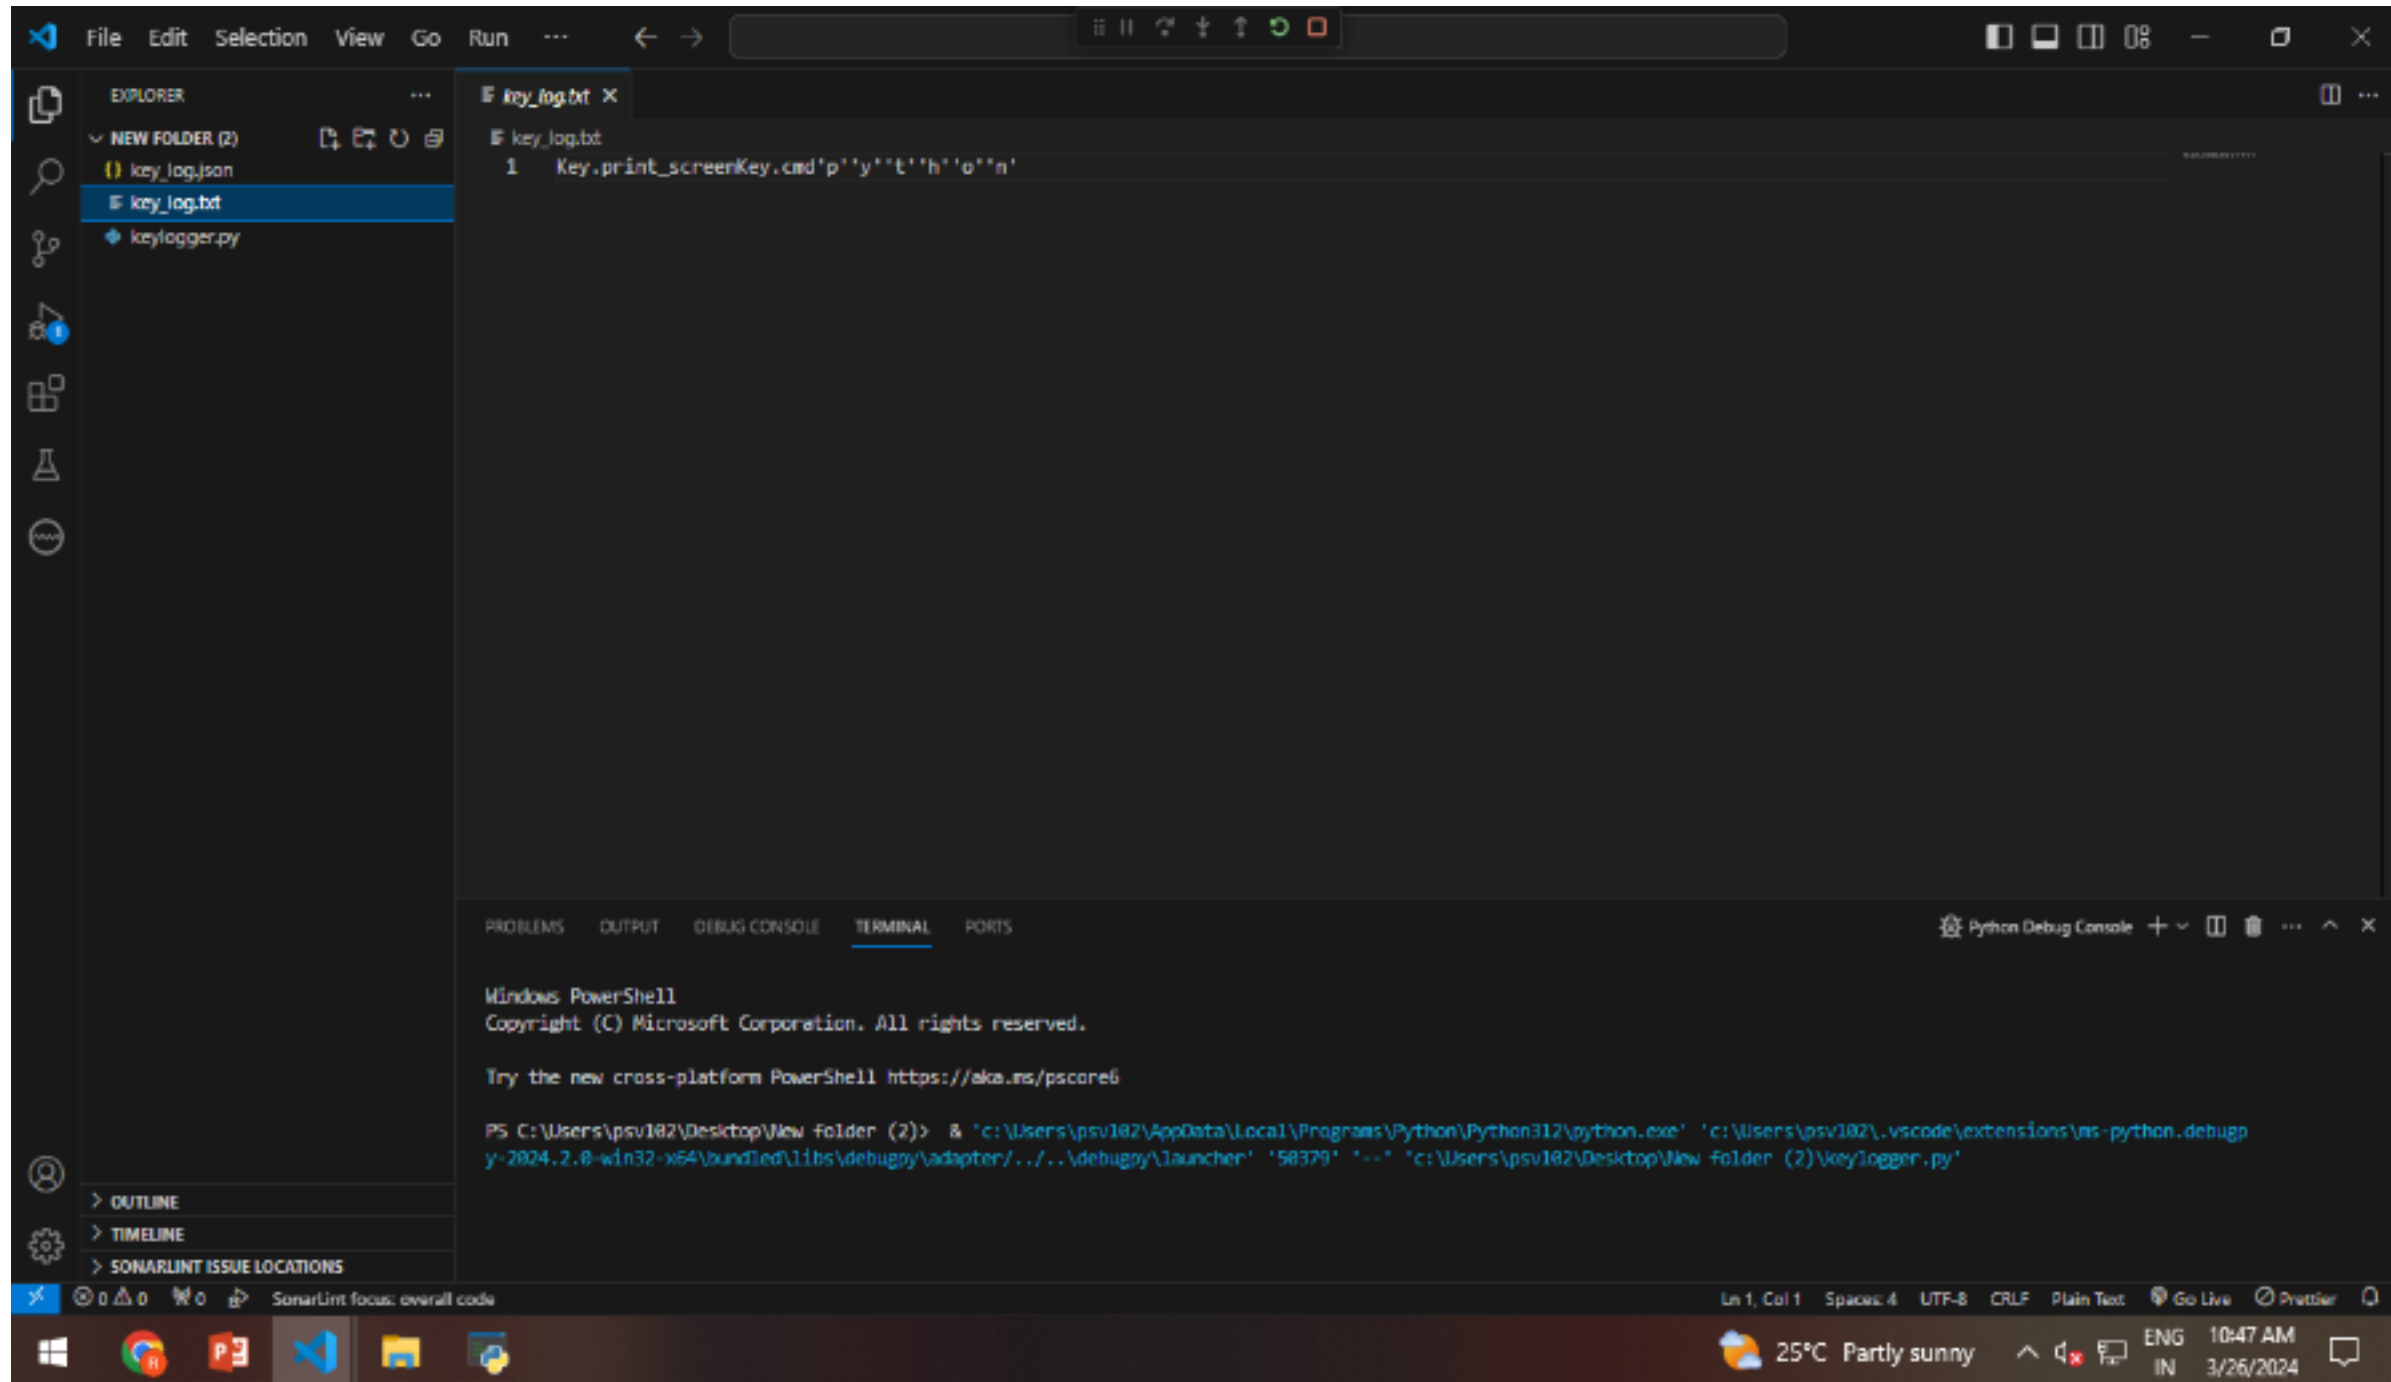 File Edit Selection View Go Run ...
EXPLORER ...
NEW FOLDER (2)
{} key_log.json
key_log.txt
keylogger.py
OUTLINE
TIMELINE
SONARLINT ISSUE LOCATIONS
key_log.txt
key_log.txt
1 Key.print_screenKey.cmd'p''y''t''h''o''n'
PROBLEMS OUTPUT DEBUG CONSOLE TERMINAL PORTS
Python Debug Console
Windows PowerShell
Copyright (C) Microsoft Corporation. All rights reserved.
Try the new cross-platform PowerShell https://aka.ms/pscore6
PS C:\Users\psv102\Desktop\New folder (2)> & 'c:\Users\psv102\AppData\Local\Programs\Python\Python312\python.exe' 'c:\Users\psv102\.vscode\extensions\ms-python.debugp
y-2024.2.0-win32-x64\bundled\libs\debugpy\adapter/../..\debugpy\launcher' '50379' '--' 'c:\Users\psv102\Desktop\New folder (2)\keylogger.py'
0 0 0 SonarLint focus: overall code
Ln 1, Col 1 Spaces: 4 UTF-8 CRLF Plain Text Go Live Prettier
25°C Partly sunny
ENG
IN
10:47 AM
3/26/2024